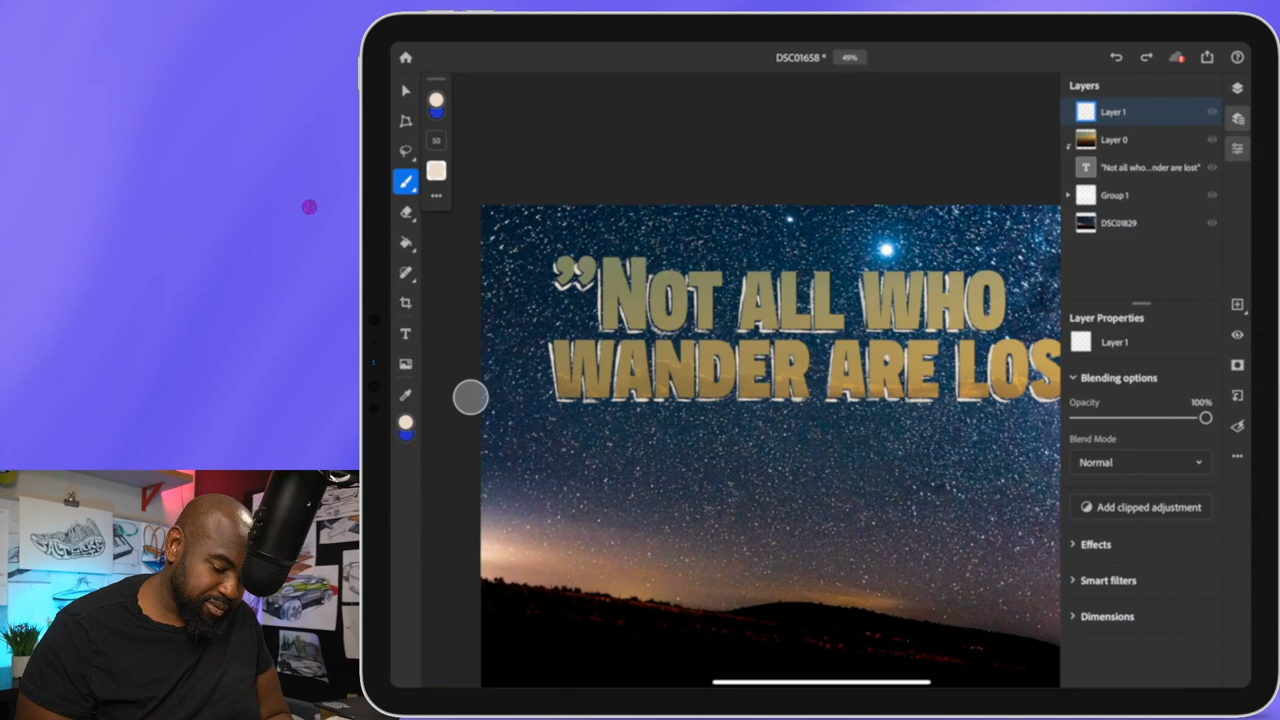 DSC01658 * 49%
50
”NOT ALL WHO
WANDER ARE LOS
Layers
Layer 1
Layer 0
T "Not all who...nder are lost"
Group 1
DSC01829
Layer Properties
Layer 1
Blending options
Opacity 100%
Blend Mode
Normal
Add clipped adjustment
Effects
Smart filters
Dimensions